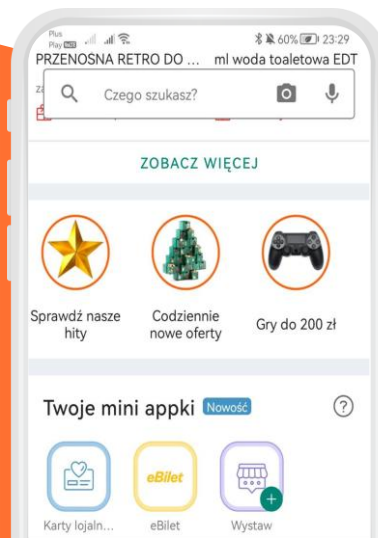 Plus
Play
60% 23:29
PRZENOSNA RETRO DO ... ml woda toaletowa EDT
Czego szukasz?
ZOBACZ WIĘCEJ
Sprawdź nasze
hity
Codziennie
nowe oferty
Gry do 200 zł
Twoje mini appki Nowość
?
eBilet
Karty lojaln...
eBilet
Wystaw